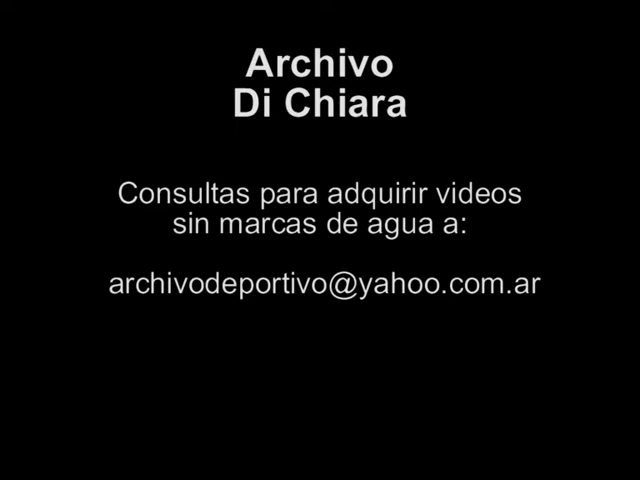 Archivo
Di Chiara
Consultas para adquirir videos
sin marcas de agua a:
archivodeportivo@yahoo.com.ar